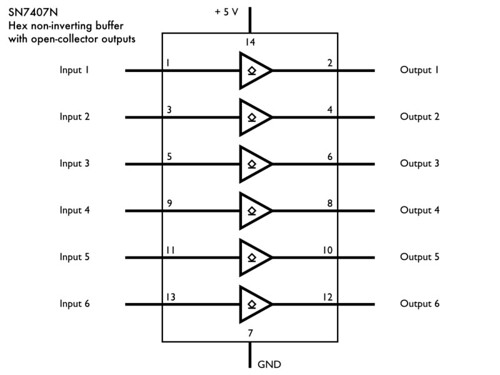 SN7407N
Hex non-inverting buffer
with open-collector outputs
+ 5 V
14
Input 1 1 2 Output 1
Input 2 3 4 Output 2
Input 3 5 6 Output 3
Input 4 9 8 Output 4
Input 5 11 10 Output 5
Input 6 13 12 Output 6
7
GND